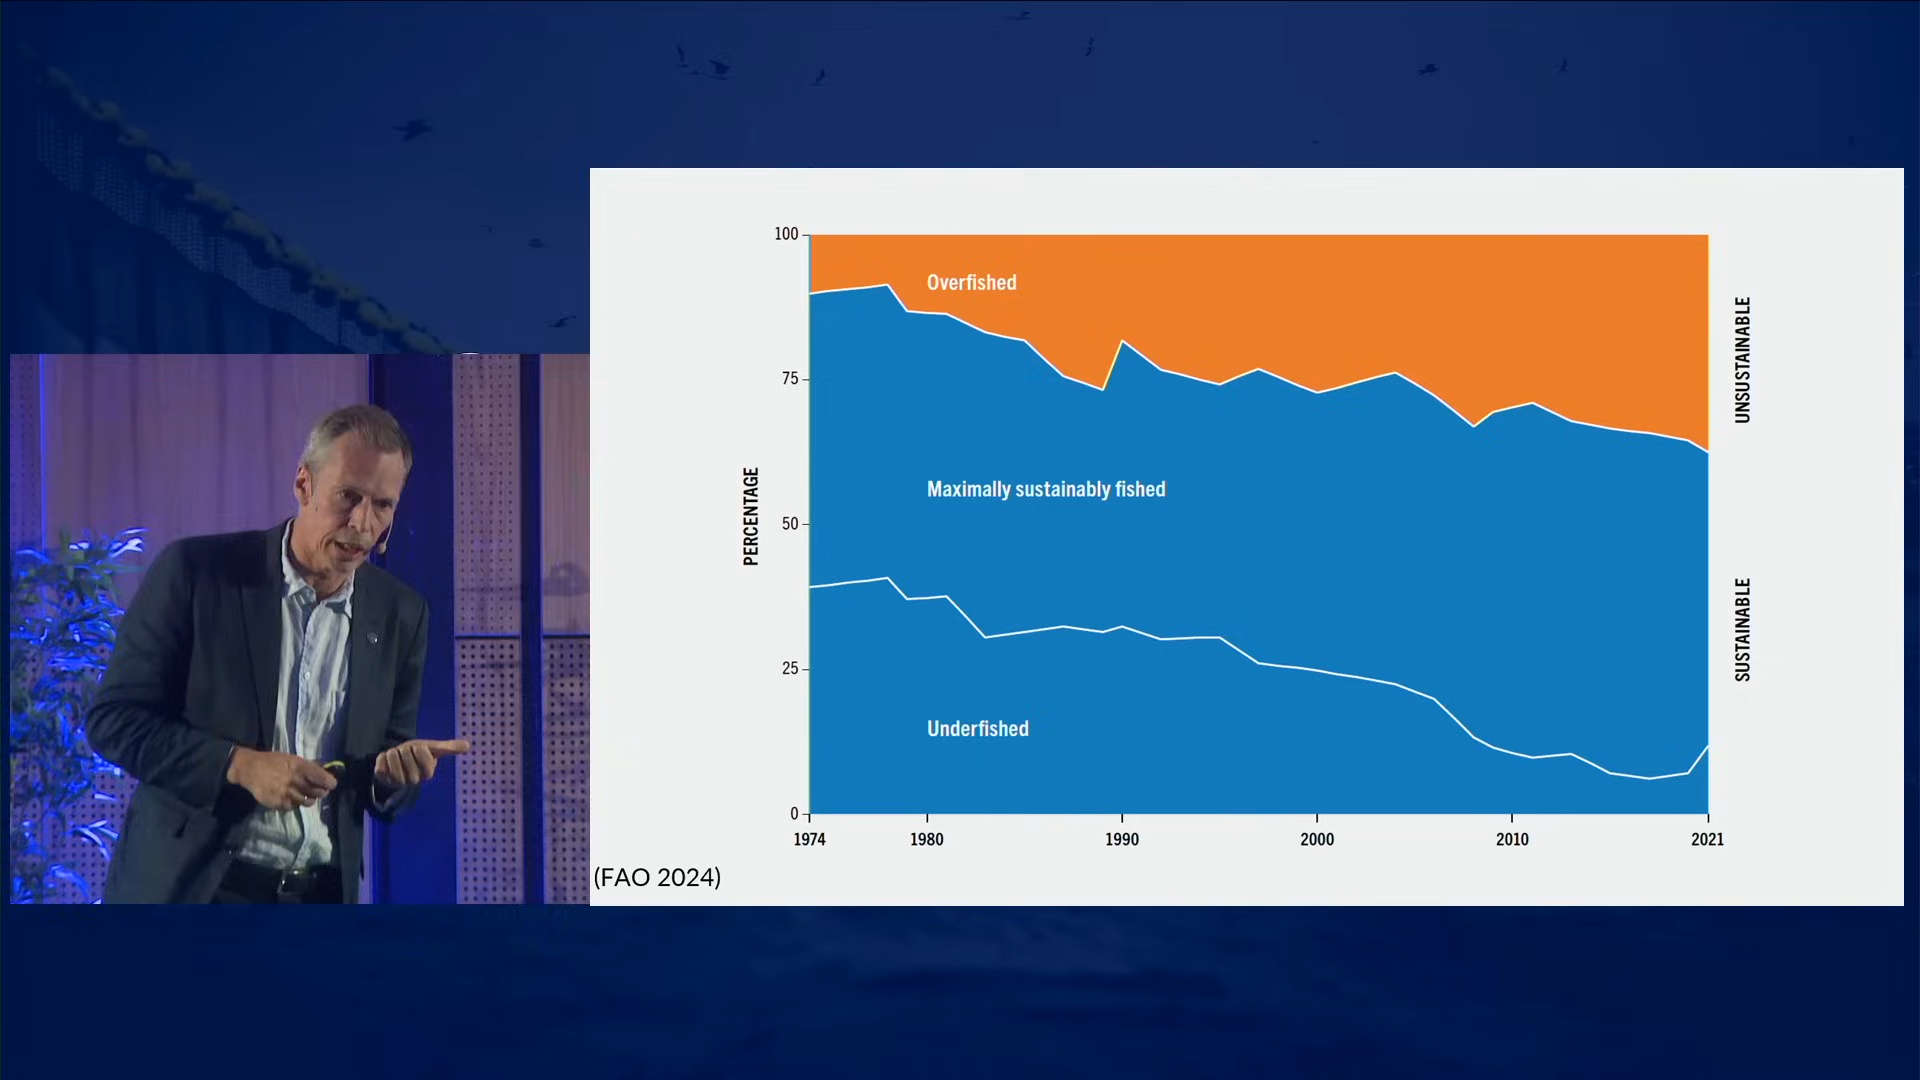 100
75
50
25
0
PERCENTAGE
Overfished
Maximally sustainably fished
Underfished
UNSUSTAINABLE
SUSTAINABLE
1974
1980
1990
2000
2010
2021
(FAO 2024)